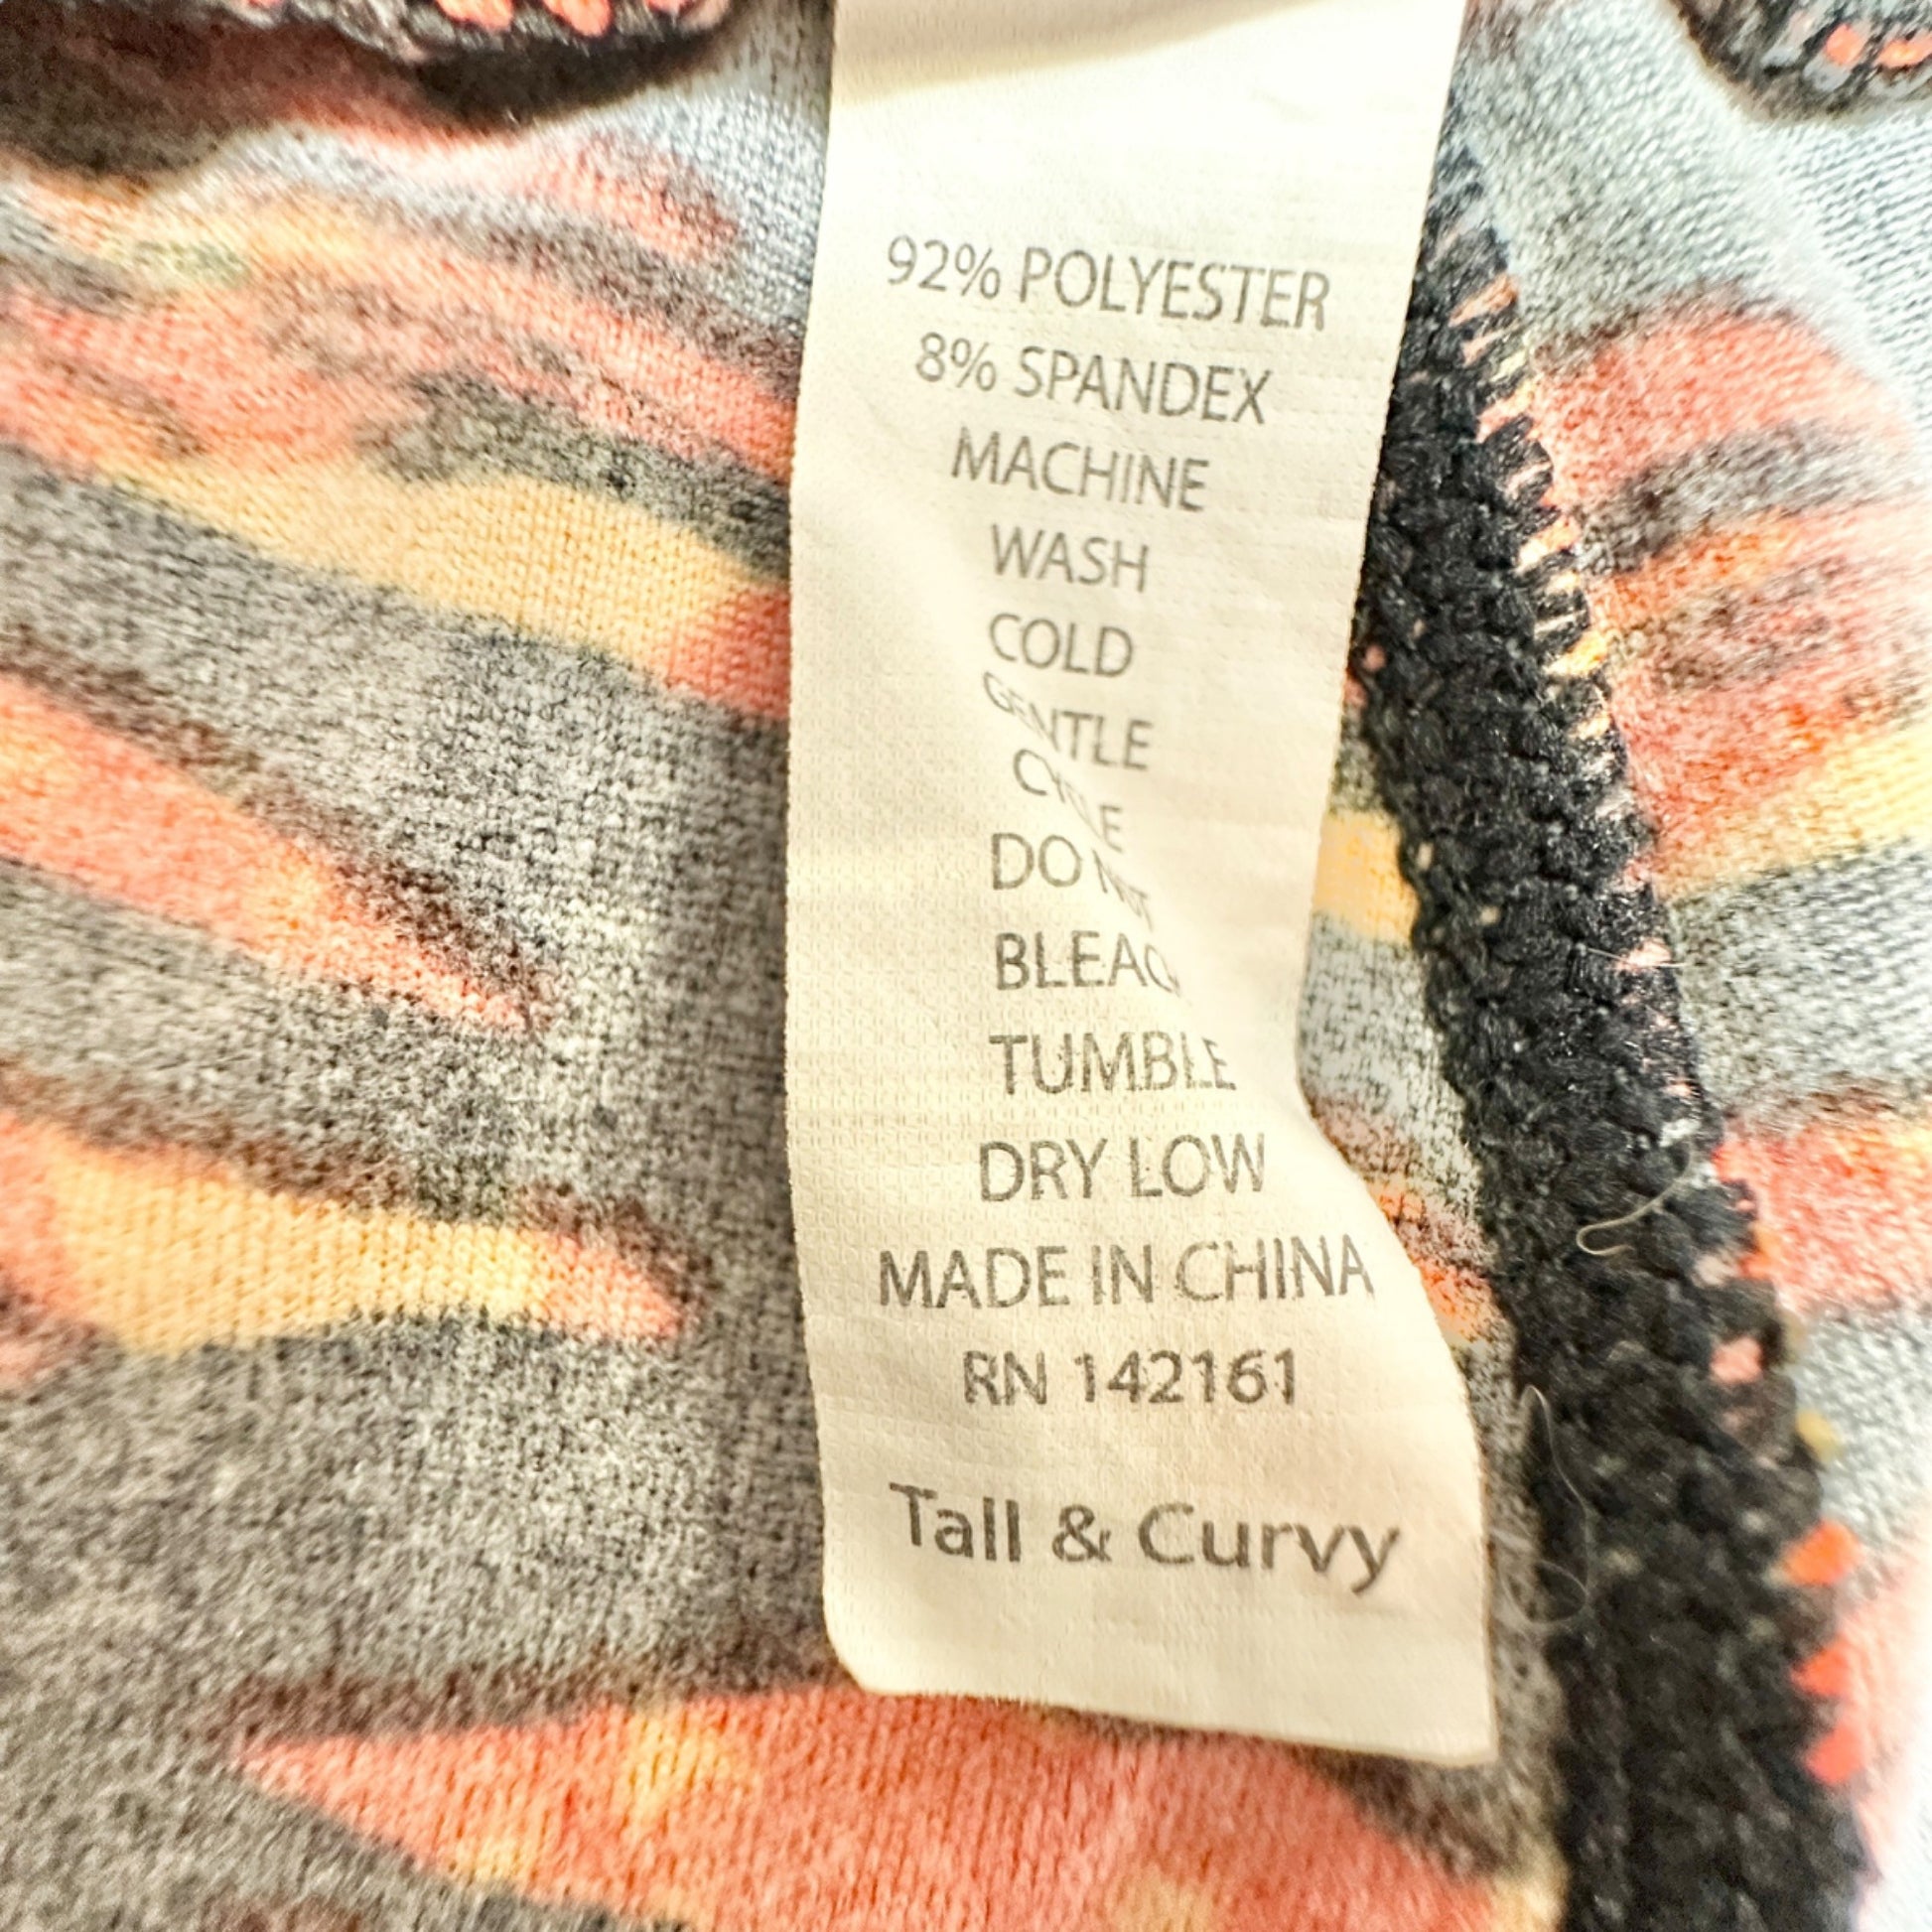 92% POLYESTER
8% SPANDEX
MACHINE
WASH
COLD
GENTLE
CYCLE
DO NOT
BLEACH
TUMBLE
DRY LOW
MADE IN CHINA
RN 142161
Tall & Curvy